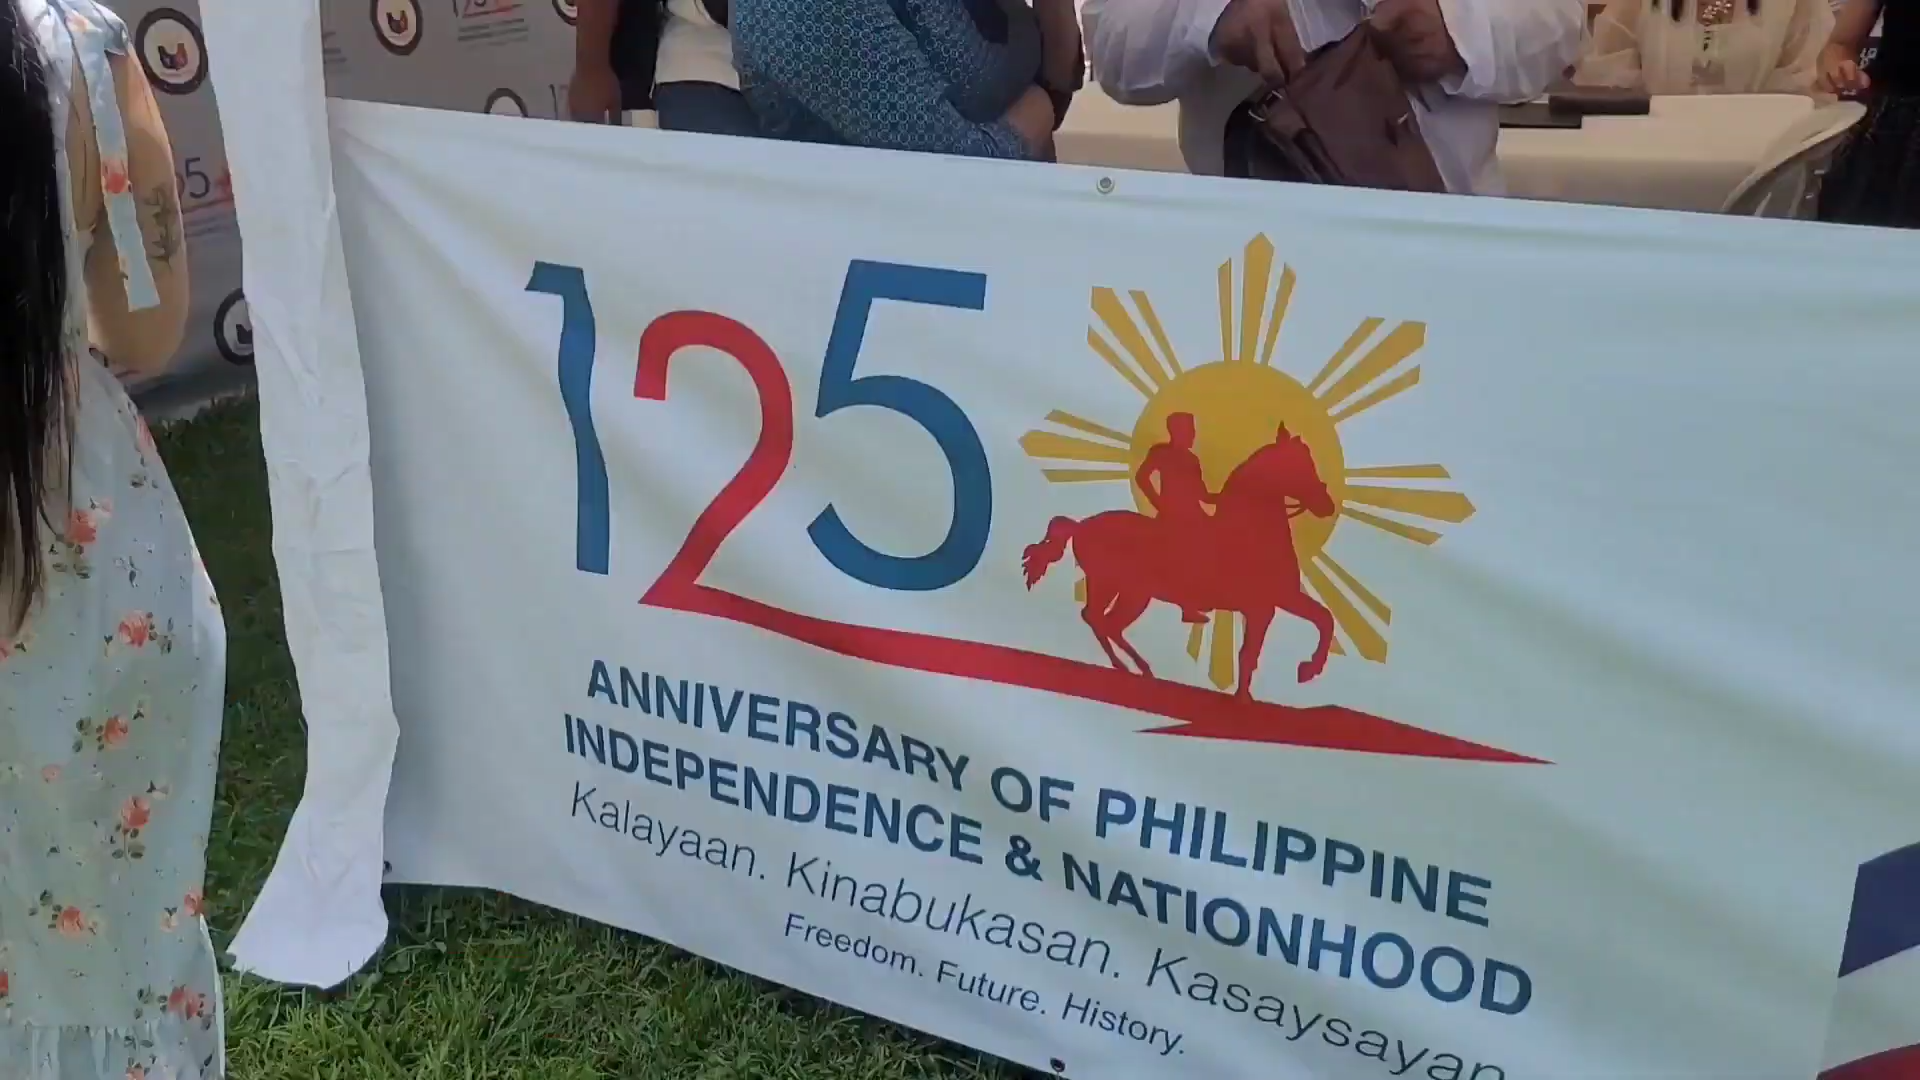 125
ANNIVERSARY OF PHILIPPINE
INDEPENDENCE & NATIONHOOD
Kalayaan. Kinabukasan. Kasaysayan
Freedom. Future. History.